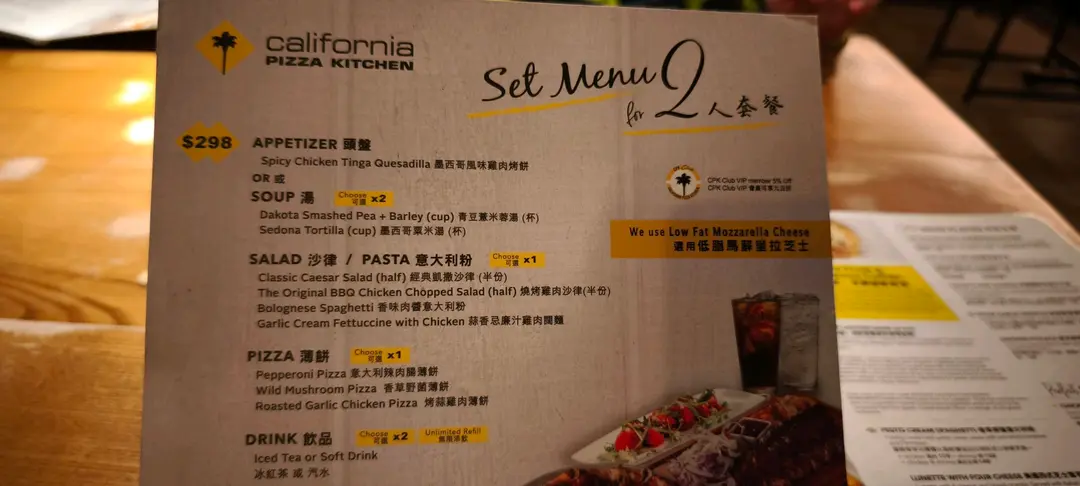 california
PIZZA KITCHEN
Set Menu
for 2 人套餐
$298
APPETIZER 頭盤
Spicy Chicken Tinga Quesadilla 墨西哥風味雞肉烤餅
OR 或
SOUP 湯 Choose 可選 x2
Dakota Smashed Pea + Barley (cup) 青豆薏米蓉湯 (杯)
Sedona Tortilla (cup) 墨西哥粟米湯 (杯)
CPK Club VIP member 5% Off
CPK Club VIP
We use Low Fat Mozzarella Cheese
選用低脂馬蘇里拉芝士
SALAD 沙律 / PASTA 意大利粉 Choose 可選 x1
Classic Caesar Salad (half) 經典凱撒沙律 (半份)
The Original BBQ Chicken Chopped Salad (half) 燒烤雞肉沙律(半份)
Bolognese Spaghetti 香味肉醬意大利粉
Garlic Cream Fettuccine with Chicken 蒜香忌廉汁雞肉闊麵
PIZZA 薄餅 Choose 可選 x1
Pepperoni Pizza 意大利辣肉腸薄餅
Wild Mushroom Pizza 香草野菌薄餅
Roasted Garlic Chicken Pizza 烤蒜雞肉薄餅
DRINK 飲品 Choose 可選 x2 Unlimited Refill 無限添飲
Iced Tea or Soft Drink
冰紅茶 或 汽水